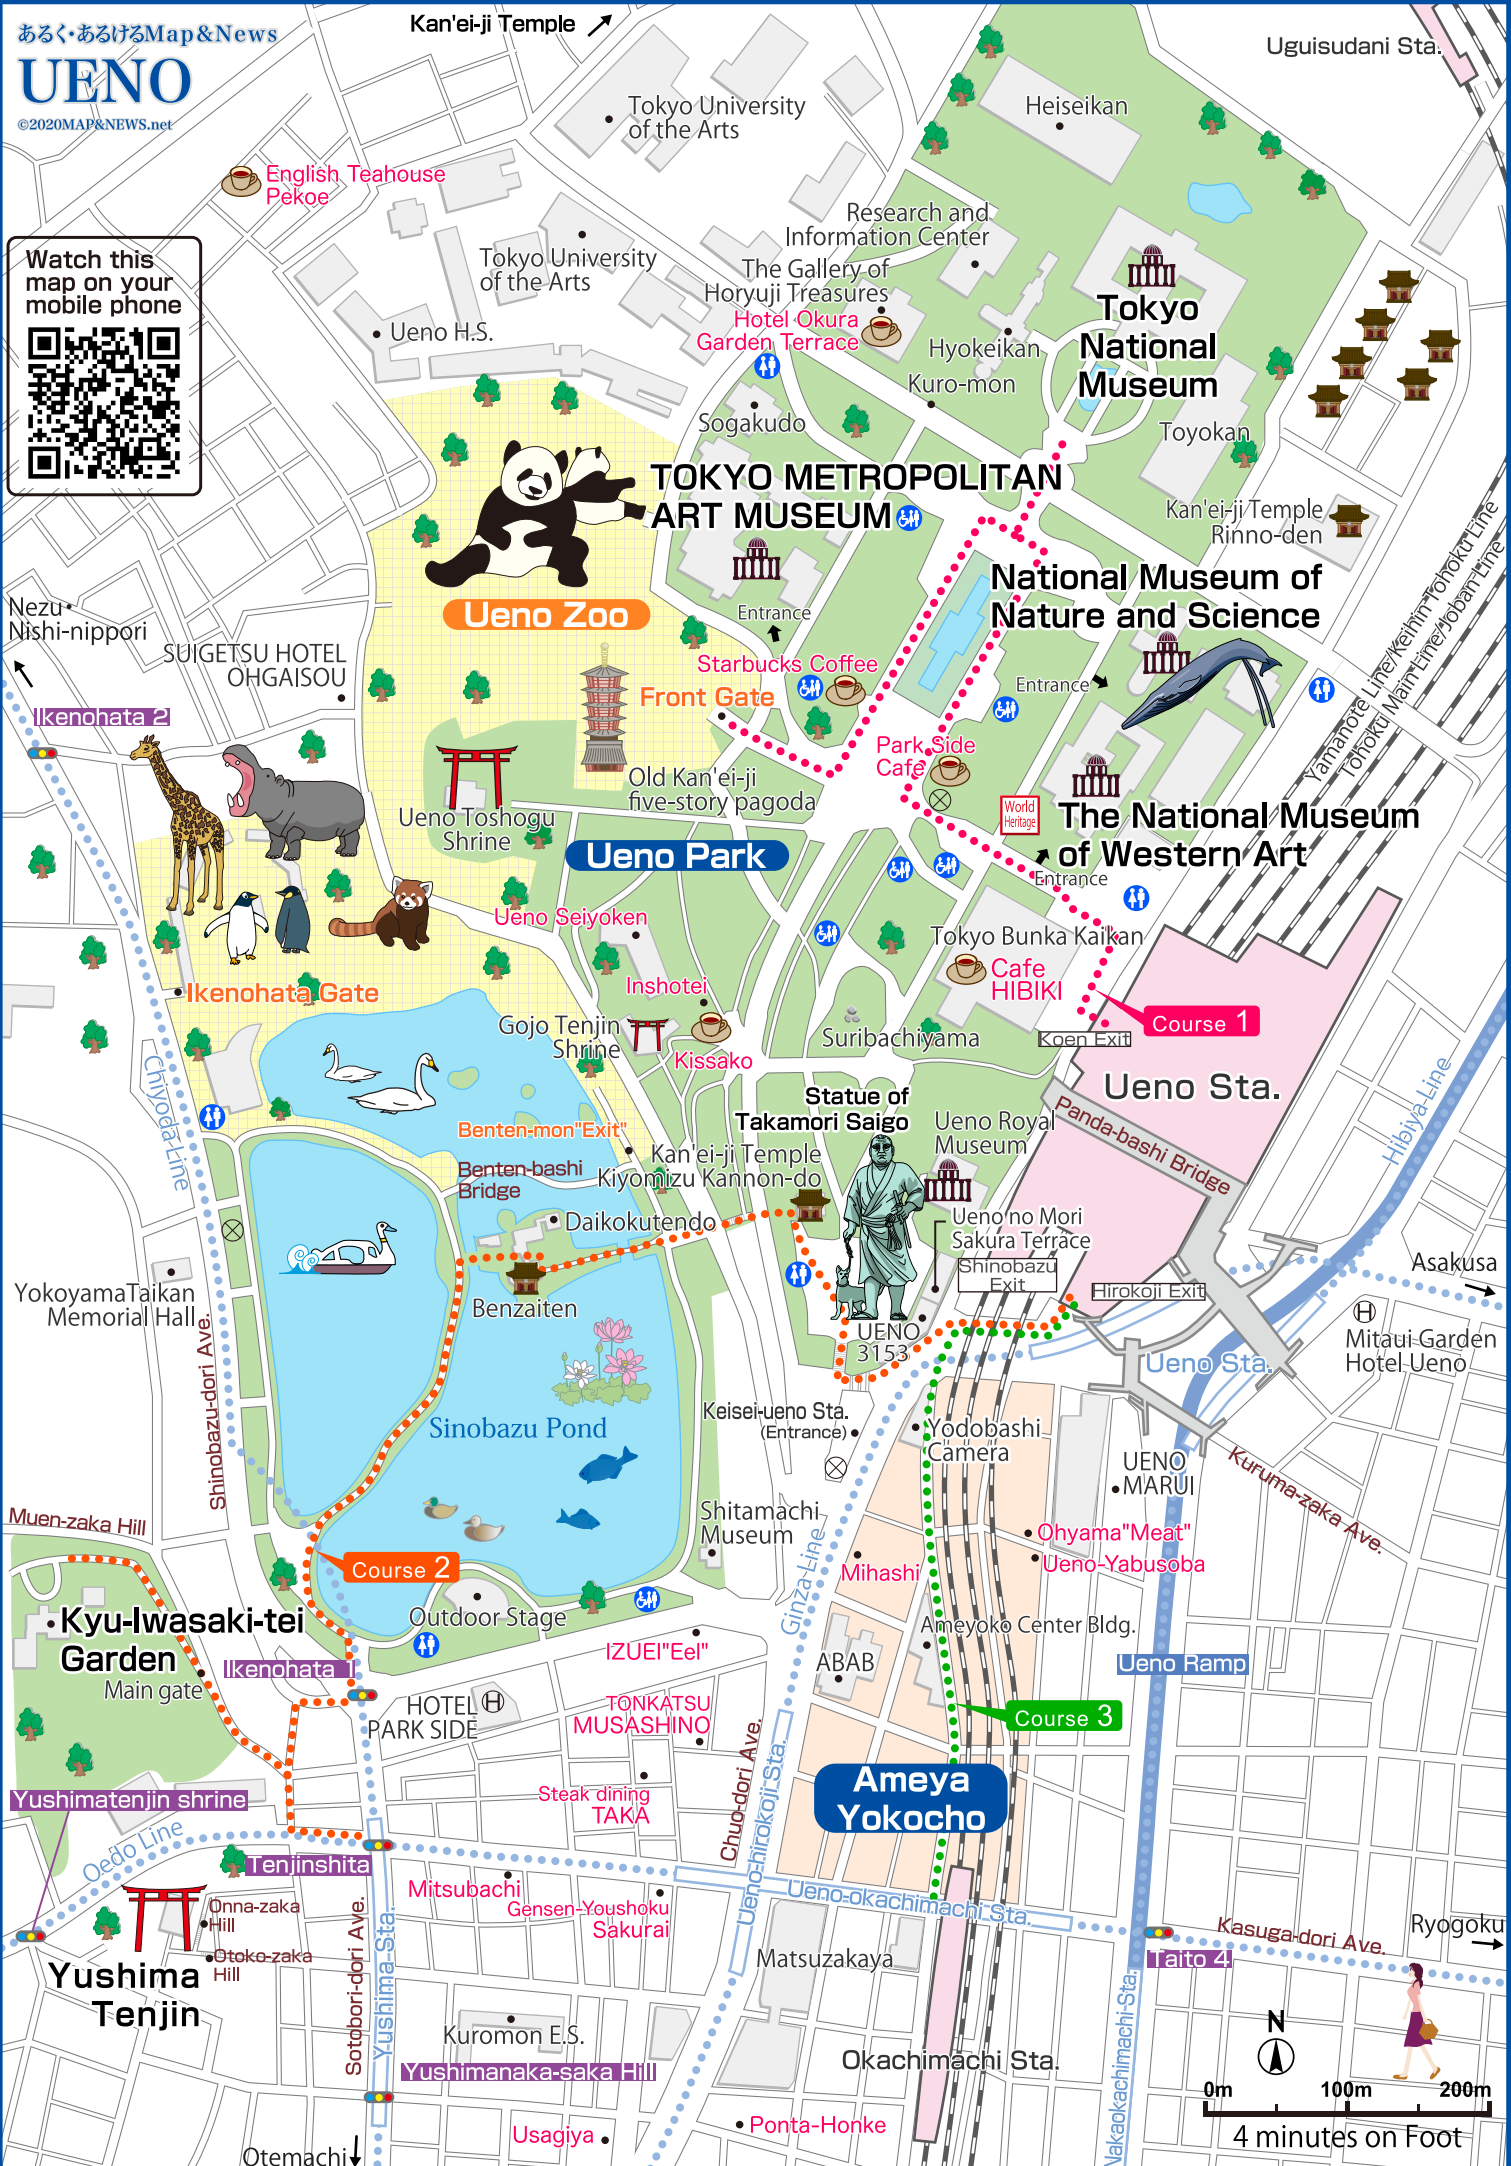 あるく・あるけるMap&News
UENO
©2020MAP&NEWS.net
Kan'ei-ji Temple
Uguisudani Sta.
Tokyo University
of the Arts
Heiseikan
English Teahouse
Pekoe
Research and
Information Center
Watch this
map on your
mobile phone
Tokyo University
of the Arts
The Gallery of
Horyuji Treasures
Hotel Okura
Garden Terrace
Ueno H.S.
Hyokeikan
Tokyo
National
Museum
Kuro-mon
Sogakudo
Toyokan
TOKYO METROPOLITAN
ART MUSEUM
Kan'ei-ji Temple
Rinno-den
Yamanote Line/Keihin Tohoku Line
Tohoku Main Line/Joban Line
National Museum of
Nature and Science
Ueno Zoo
Entrance
Nezu・
Nishi-nippori
SUIGETSU HOTEL
OHGAISOU
Starbucks Coffee
Front Gate
Entrance
Ikenohata 2
Park Side
Cafe
Old Kan'ei-ji
five-story pagoda
Ueno Toshogu
Shrine
World
Heritage
The National Museum
of Western Art
Entrance
Ueno Park
Ueno Seiyoken
Tokyo Bunka Kaikan
Cafe
HIBIKI
Inshotei
Ikenohata Gate
Gojo Tenjin
Shrine
Kissako
Suribachiyama
Course 1
Koen Exit
Ueno Sta.
Chiyoda-Line
Hibiya-Line
Panda-bashi Bridge
Statue of
Takamori Saigo
Ueno Royal
Museum
Benten-mon"Exit"
Benten-bashi
Bridge
Kan'ei-ji Temple
Kiyomizu Kannon-do
Daikokutendo
Ueno no Mori
Sakura Terrace
Shinobazu
Exit
Hirokoji Exit
Asakusa
YokoyamaTaikan
Memorial Hall
Benzaiten
UENO
3153
H
Mitaui Garden
Hotel Ueno
Ueno Sta.
Shinobazu-dori Ave.
Sinobazu Pond
Keisei-ueno Sta.
(Entrance)
Yodobashi
Camera
UENO
MARUI
Kuruma-zaka Ave.
Muen-zaka Hill
Shitamachi
Museum
Ginza-Line
Ohyama"Meat"
Ueno-Yabusoba
Mihashi
Course 2
Outdoor Stage
Kyu-Iwasaki-tei
Garden
Main gate
Ikenohata 1
IZUEI"Eel"
Ameyoko Center Bldg.
ABAB
Ueno Ramp
HOTEL
PARK SIDE
H
TONKATSU
MUSASHINO
Course 3
Chuo-dori Ave.
Ueno-hirokoji Sta.
Steak dining
TAKA
Ameya
Yokocho
Yushimatenjin shrine
Oedo Line
Tenjinshita
Mitsubachi
Gensen-Youshoku
Sakurai
Ueno-okachimachi Sta.
Kasuga-dori Ave.
Ryogoku
Taito 4
Onna-zaka
Hill
Otoko-zaka
Hill
Yushima
Tenjin
Sotobori-dori Ave.
Yushima-Sta.
Matsuzakaya
Kuromon E.S.
Yushimanaka-saka Hill
Okachimachi Sta.
Nakaokachimachi-Sta.
N
0m 100m 200m
4 minutes on Foot
Usagiya
Ponta-Honke
Otemachi